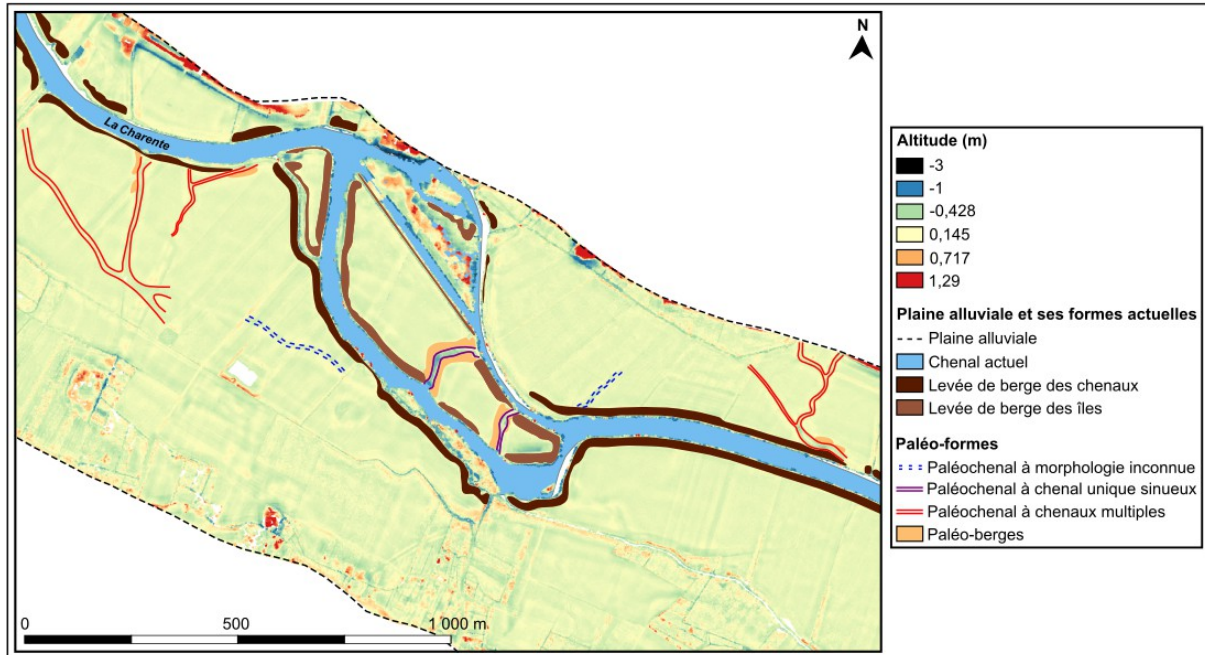 N
La Charente
0 500 1 000 m
Altitude (m)
-3
-1
-0,428
0,145
0,717
1,29
Plaine alluviale et ses formes actuelles
Plaine alluviale
Chenal actuel
Levée de berge des chenaux
Levée de berge des îles
Paléo-formes
Paléochenal à morphologie inconnue
Paléochenal à chenal unique sinueux
Paléochenal à chenaux multiples
Paléo-berges